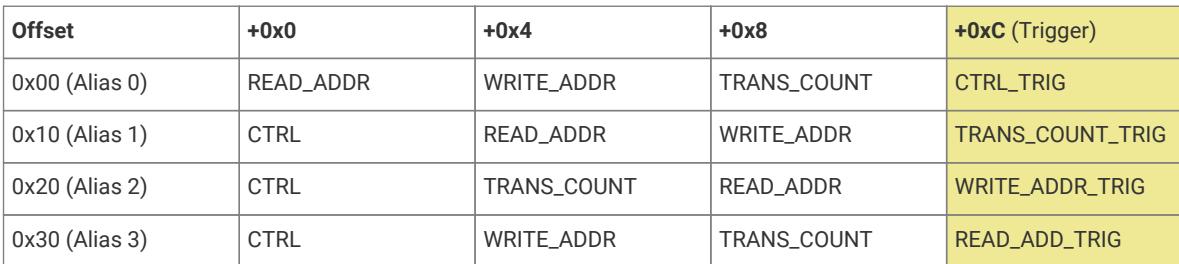 Offset +0x0 +0x4 +0x8 +0xC (Trigger)
0x00 (Alias 0) READ_ADDR WRITE_ADDR TRANS_COUNT CTRL_TRIG
0x10 (Alias 1) CTRL READ_ADDR WRITE_ADDR TRANS_COUNT_TRIG
0x20 (Alias 2) CTRL TRANS_COUNT READ_ADDR WRITE_ADDR_TRIG
0x30 (Alias 3) CTRL WRITE_ADDR TRANS_COUNT READ_ADD_TRIG